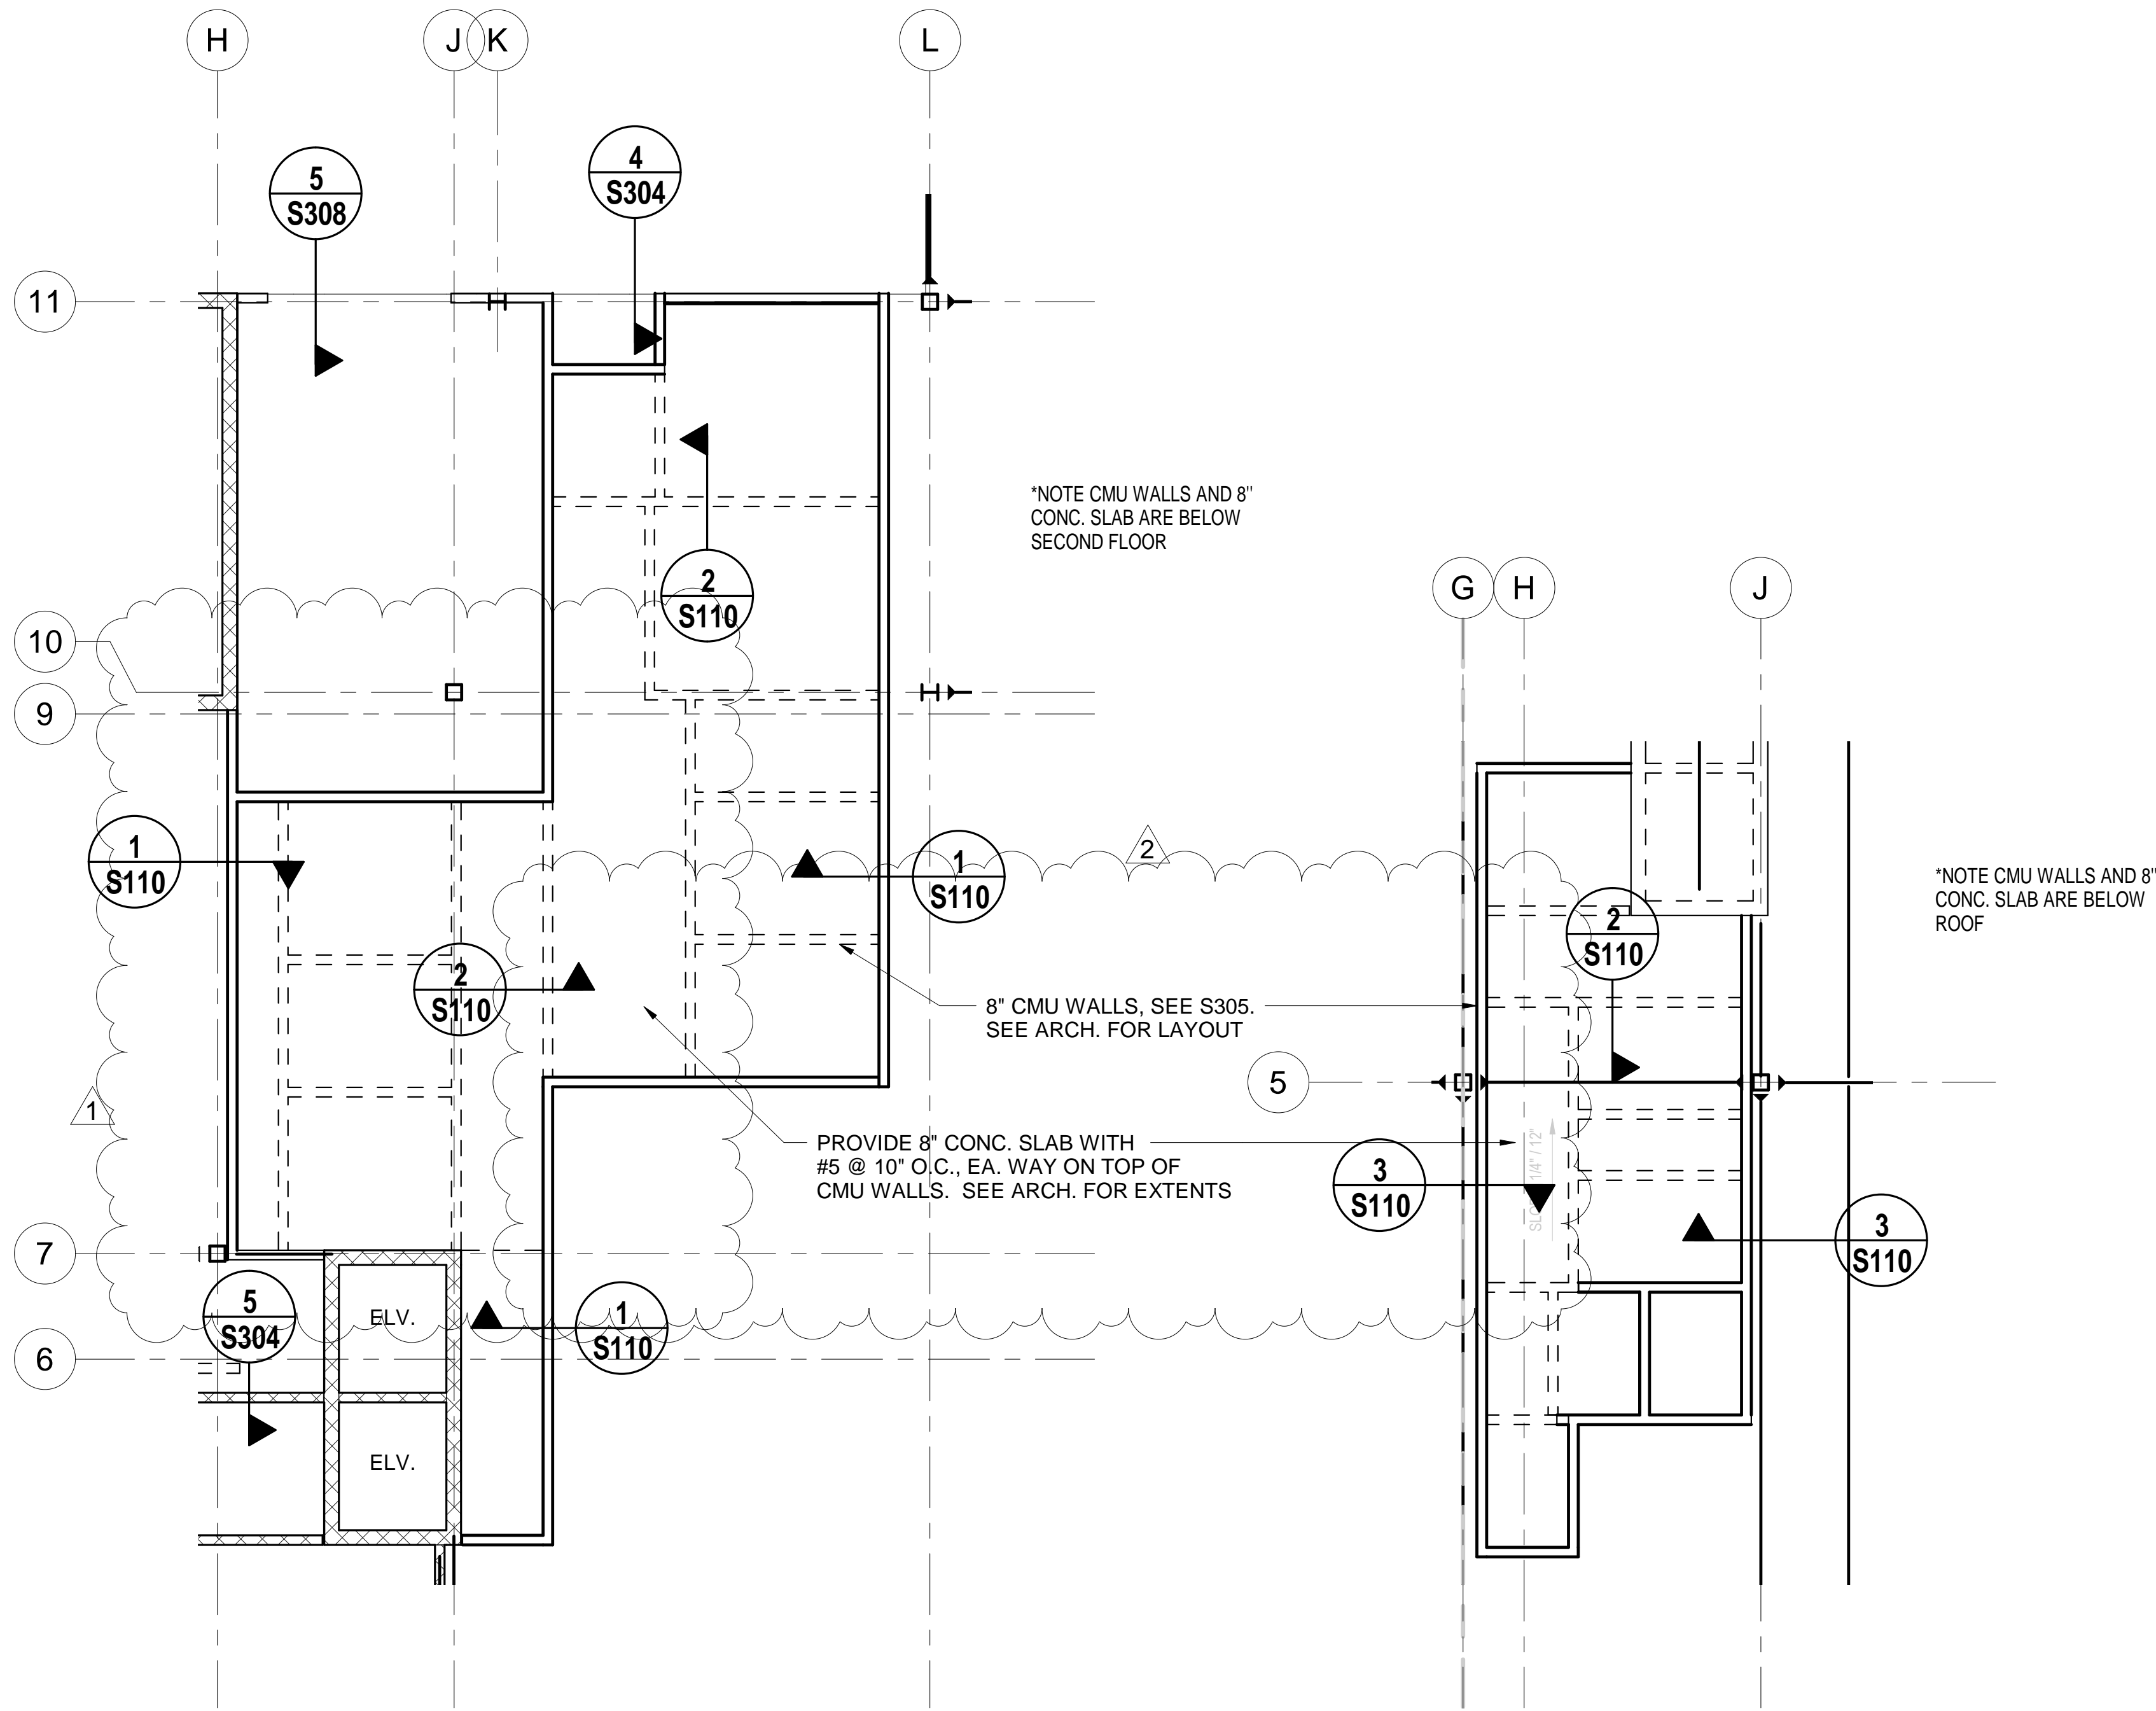 H
J
K
L
5
S308
4
S304
11
*NOTE CMU WALLS AND 8"
CONC. SLAB ARE BELOW
SECOND FLOOR
2
S110
10
9
G
H
J
1
S110
1
S110
2
*NOTE CMU WALLS AND 8"
CONC. SLAB ARE BELOW
ROOF
2
S110
2
S110
8" CMU WALLS, SEE S305.
SEE ARCH. FOR LAYOUT
5
1
PROVIDE 8" CONC. SLAB WITH
#5 @ 10" O.C., EA. WAY ON TOP OF
CMU WALLS.  SEE ARCH. FOR EXTENTS
3
S110
1/4" / 12"
3
S110
7
5
S304
ELV.
1
S110
6
ELV.